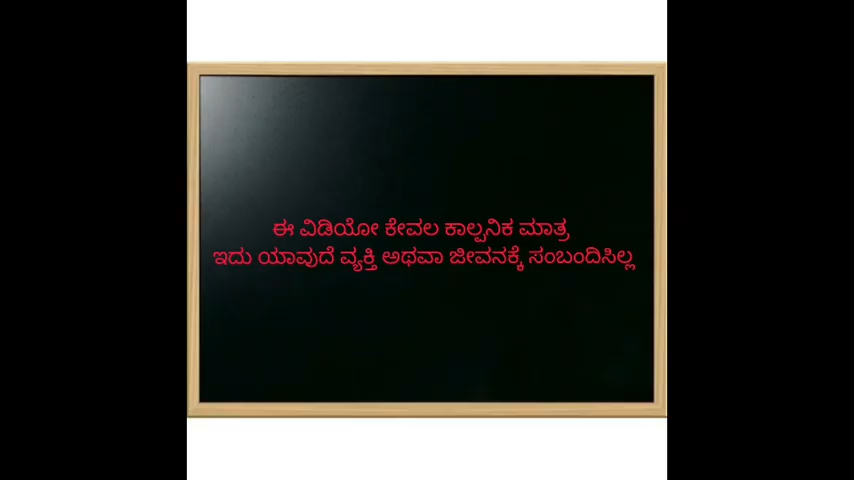 ಈ ವಿಡಿಯೋ ಕೇವಲ ಕಾಲ್ಪನಿಕ ಮಾತ್ರ
ಇದು ಯಾವುದೆ ವ್ಯಕ್ತಿ ಅಥವಾ ಜೀವನಕ್ಕೆ ಸಂಬಂದಿಸಿಲ್ಲ